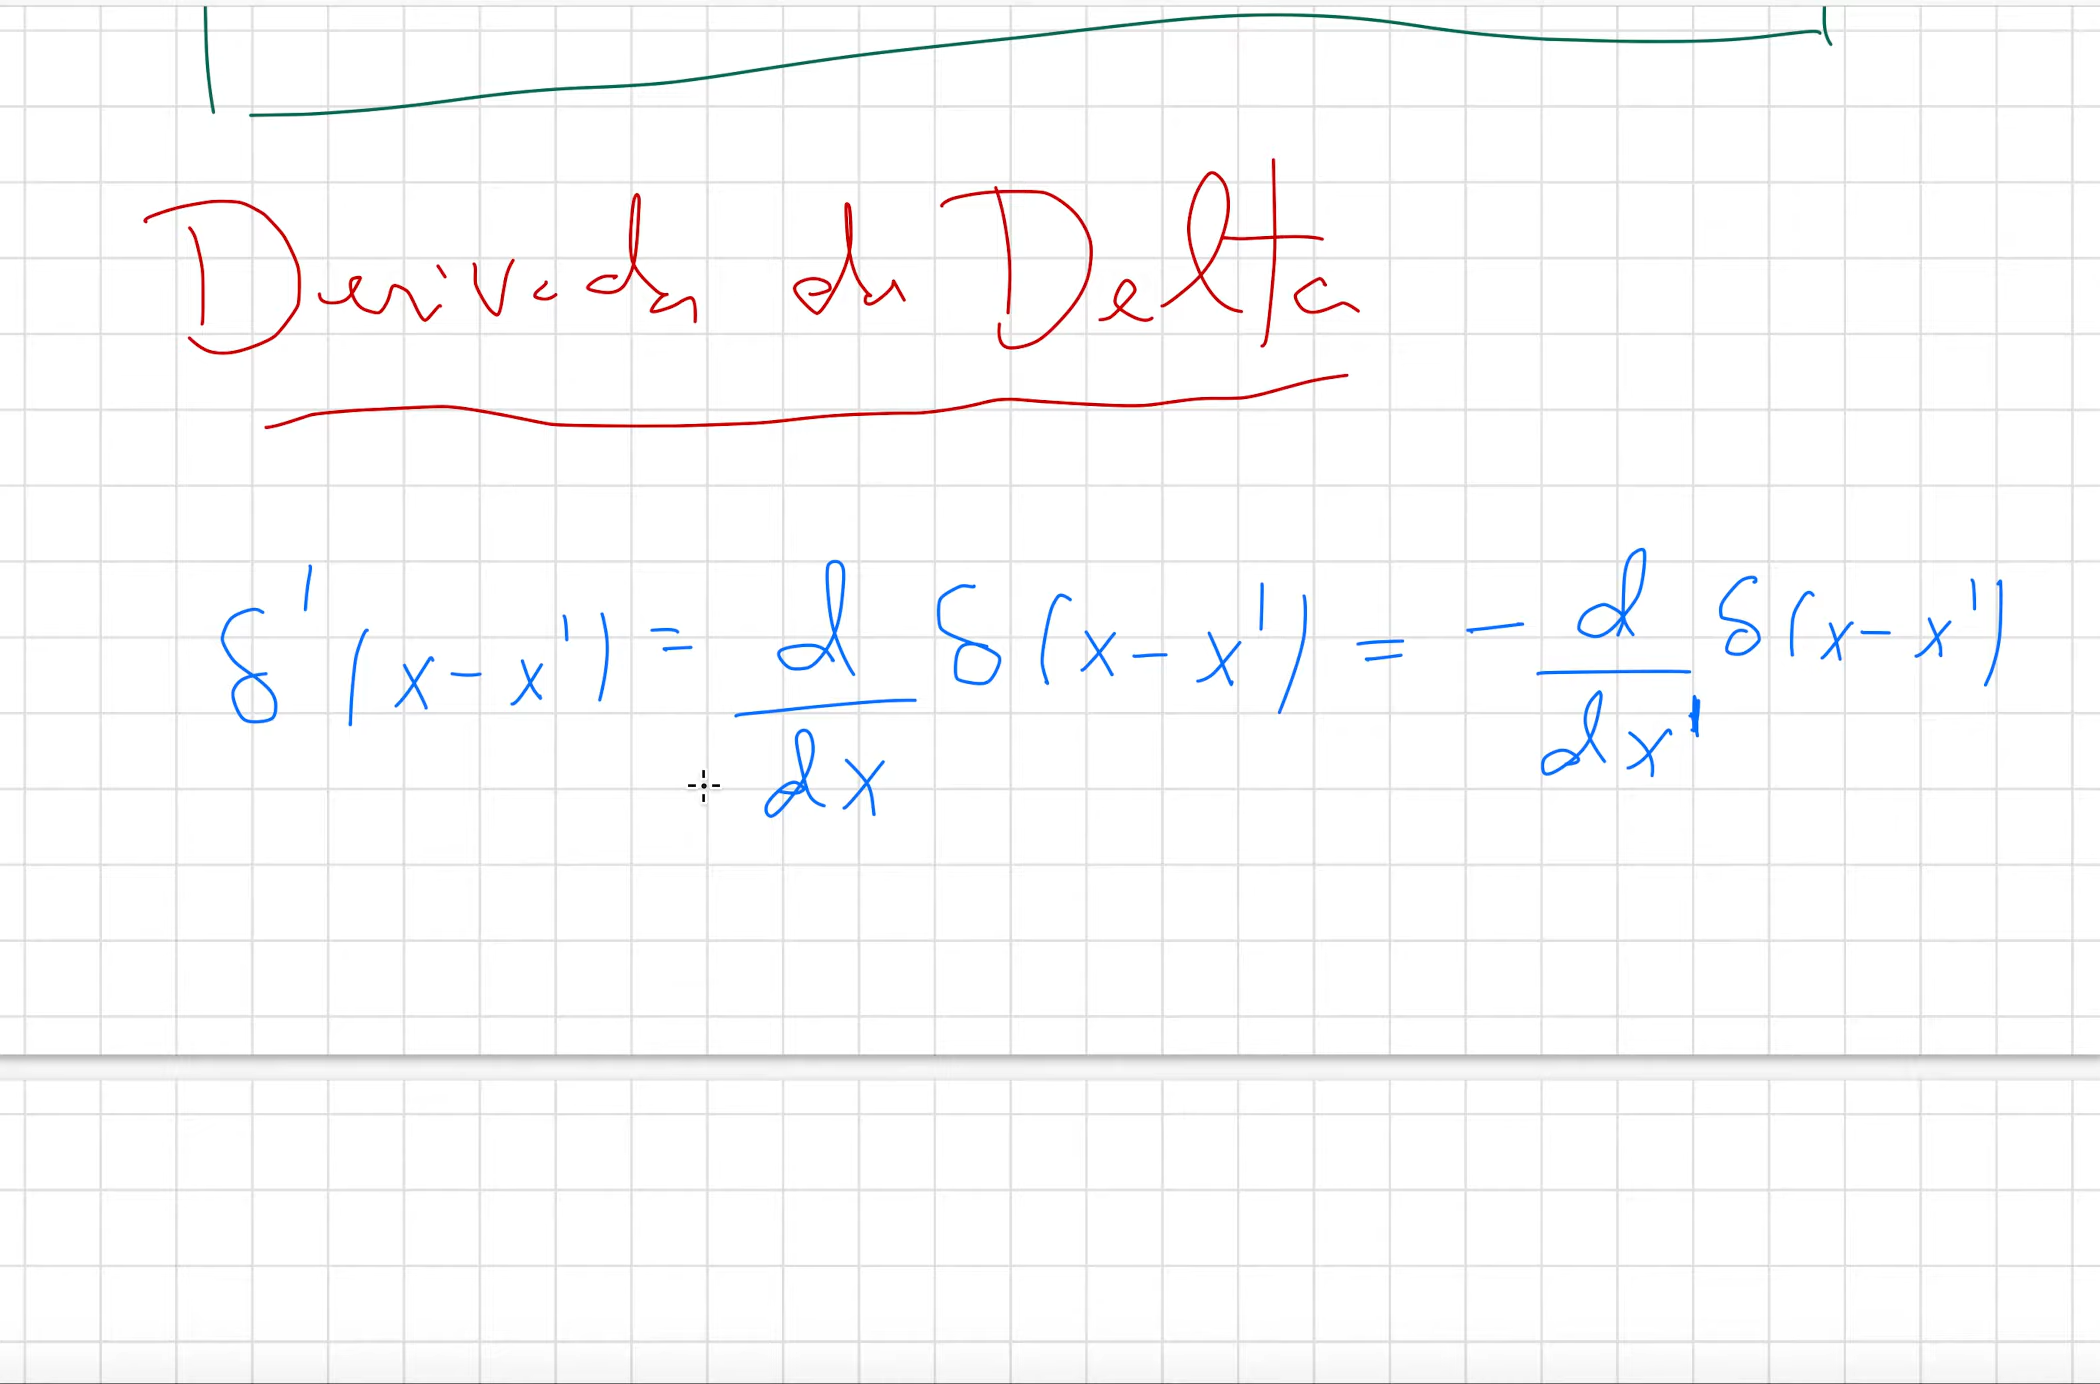 Derivada da Delta
δ'(x-x') = d/dx δ(x-x') = - d/dx' δ(x-x')